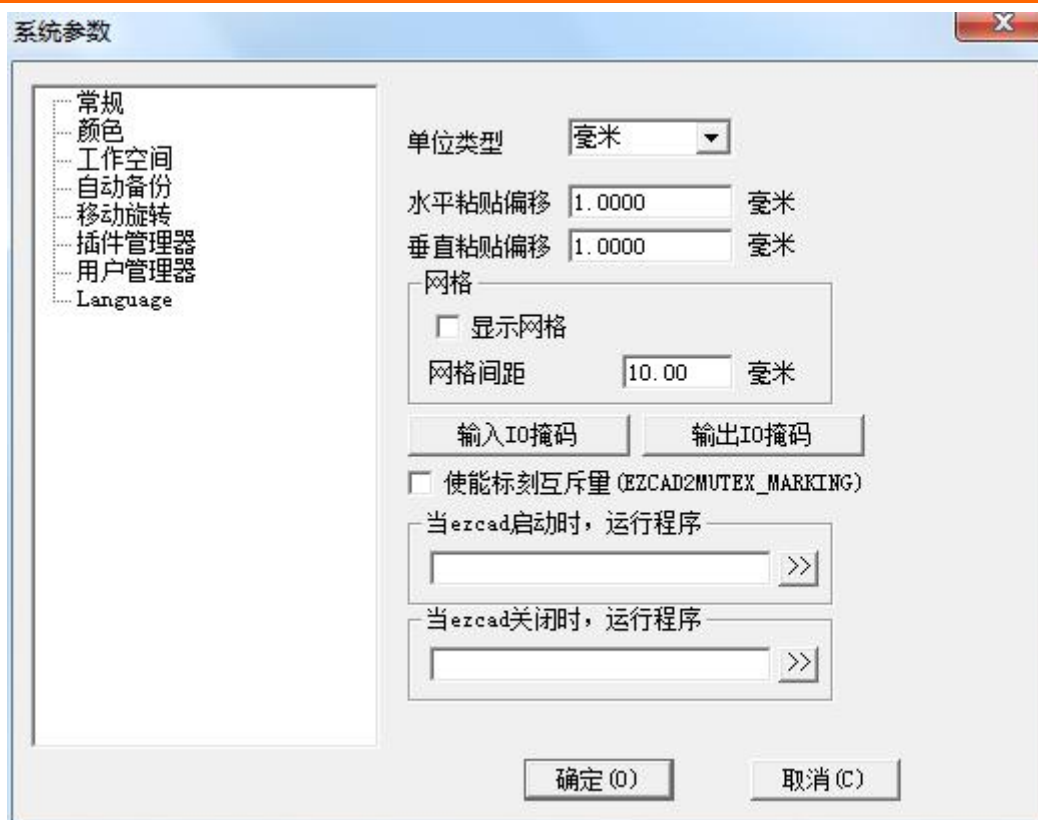 系统参数
常规
颜色
工作空间
自动备份
移动旋转
插件管理器
用户管理器
Language
单位类型 毫米
水平粘贴偏移 1.0000 毫米
垂直粘贴偏移 1.0000 毫米
网格
显示网格
网格间距 10.00 毫米
输入IO掩码 输出IO掩码
使能标刻互斥量(EZCAD2MUTEX_MARKING)
当ezcad启动时，运行程序
>>
当ezcad关闭时，运行程序
>>
确定(O) 取消(C)